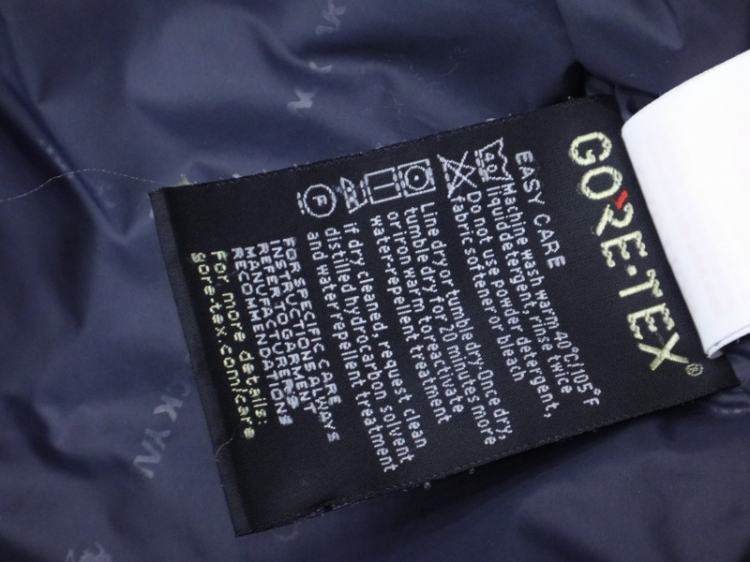 GORE-TEX®
EASY CARE
40
Machine wash warm 40°C/105°F
liquid detergent, rinse twice
Do not use powder detergent,
fabric softener or bleach
Line dry or tumble dry-Once dry,
tumble dry for 20 minutes more
or iron warm to reactivate
water-repellent treatment
F
if dry cleaned, request clean
distilled hydrocarbon solvent
and water repellent treatment
FOR SPECIFIC CARE
INSTRUCTIONS ALWAYS
REFER TO GARMENT
MANUFACTURER'S
RECOMMENDATIONS
For more details:
gore-tex.com/care